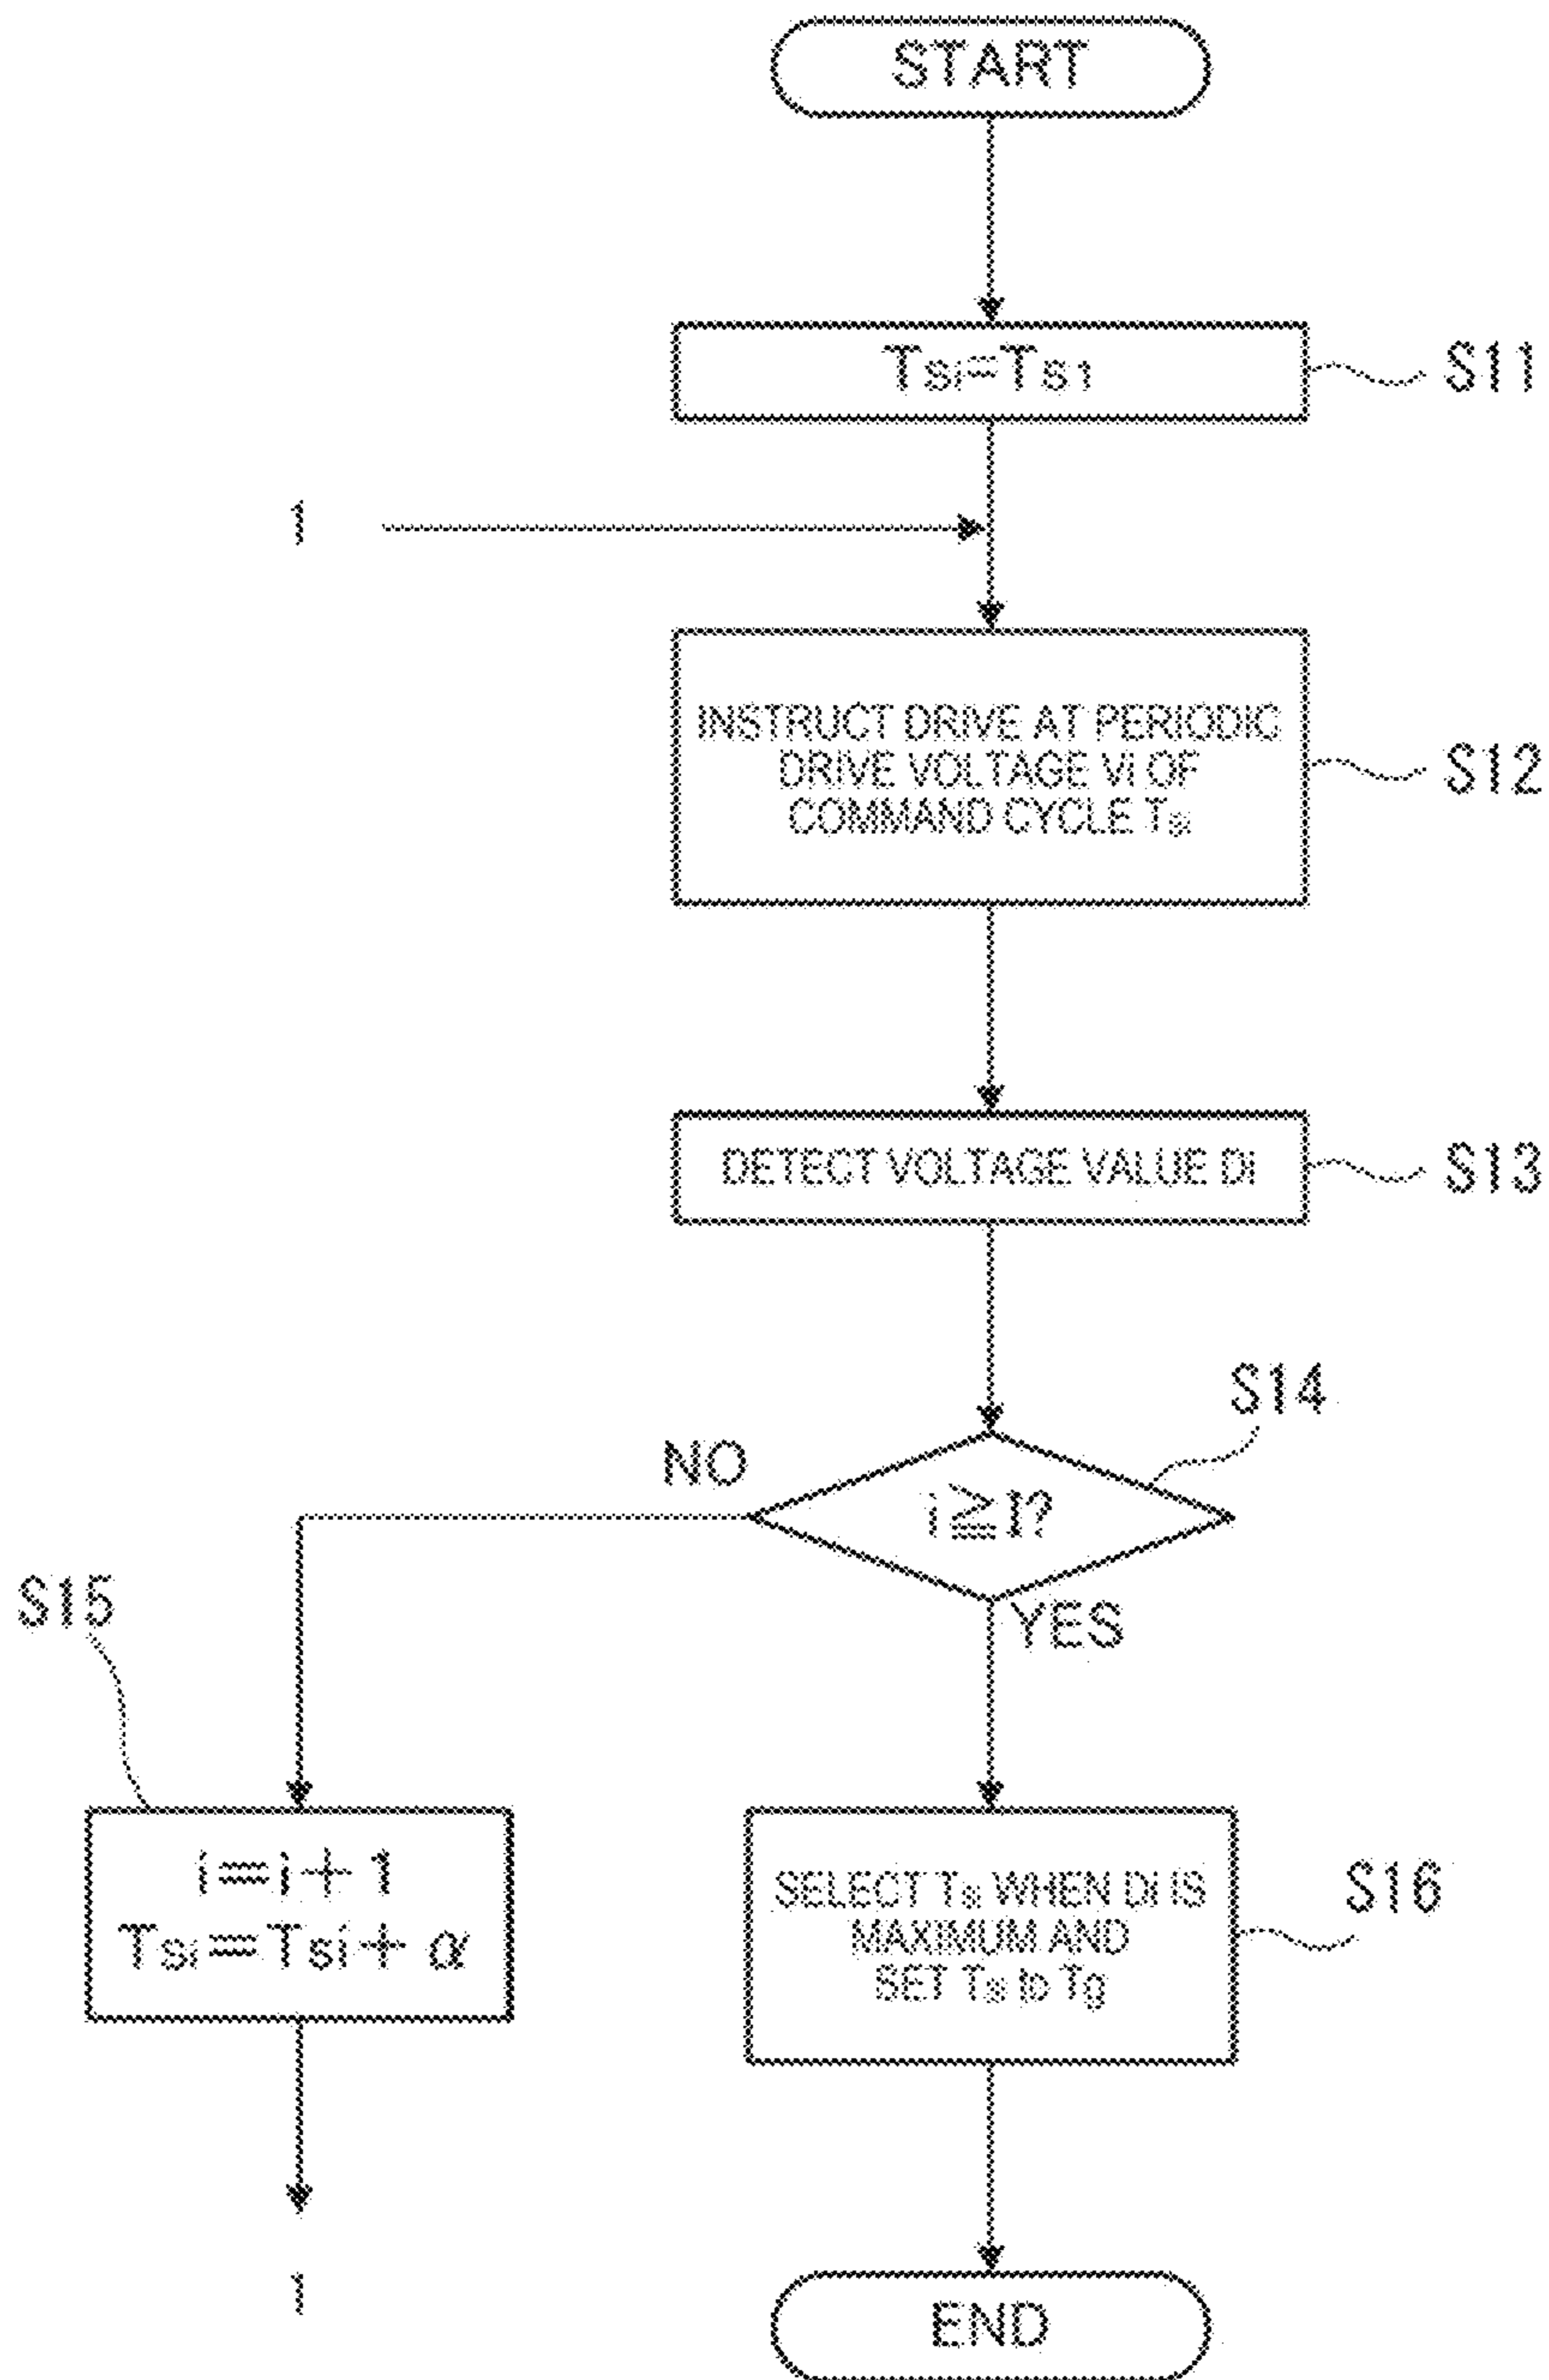 START
Tsi=Ts1
S11
1
INSTRUCT DRIVE AT PERIODIC
DRIVE VOLTAGE Vi OF
COMMAND CYCLE Tsi
S12
DETECT VOLTAGE VALUE Di
S13
S14
NO
i≧I?
YES
S15
i=i+1
Tsi=Tsi+α
SELECT Ts WHEN Di IS
MAXIMUM AND
SET Ts to Tg
S16
1
END